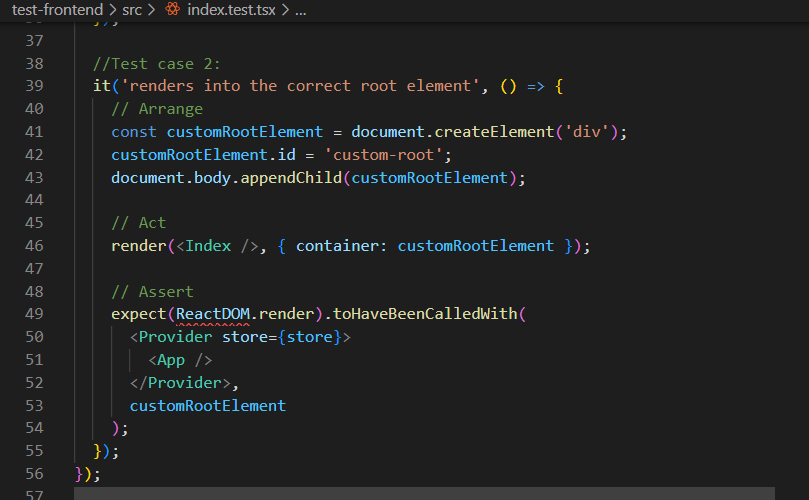 test-frontend > src > index.test.tsx > ...
36 });
37
38 //Test case 2:
39 it('renders into the correct root element', () => {
40 // Arrange
41 const customRootElement = document.createElement('div');
42 customRootElement.id = 'custom-root';
43 document.body.appendChild(customRootElement);
44
45 // Act
46 render(<Index />, { container: customRootElement });
47
48 // Assert
49 expect(ReactDOM.render).toHaveBeenCalledWith(
50 <Provider store={store}>
51 <App />
52 </Provider>,
53 customRootElement
54 );
55 });
56 });
57